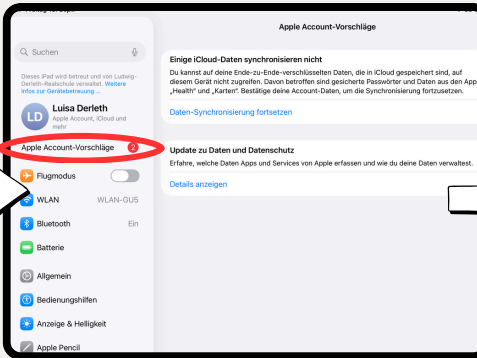 Apple Account-Vorschläge
Suchen
Dieses iPad wird betreut von und von Ludwig-
Derleth-Realschule verwaltet. Weitere
Infos zur Gerätebetreuung ...
LD
Luisa Derleth
Apple Account, iCloud und
mehr
Apple Account-Vorschläge 2
Flugmodus
WLAN WLAN-GU5
Bluetooth Ein
Batterie
Allgemein
Bedienungshilfen
Anzeige & Helligkeit
Apple Pencil
Einige iCloud-Daten synchronisieren nicht
Du kannst auf deine Ende-zu-Ende-verschlüsselten Daten, die in iCloud gespeichert sind, auf
diesem Gerät nicht zugreifen. Davon betroffen sind gesicherte Passwörter und Daten aus den App
„Health" und „Karten". Bestätige deine Account-Daten, um die Synchronisierung fortzusetzen.
Daten-Synchronisierung fortsetzen
Update zu Daten und Datenschutz
Erfahre, welche Daten Apps und Services von Apple erfassen und wie du deine Daten verwaltest.
Details anzeigen